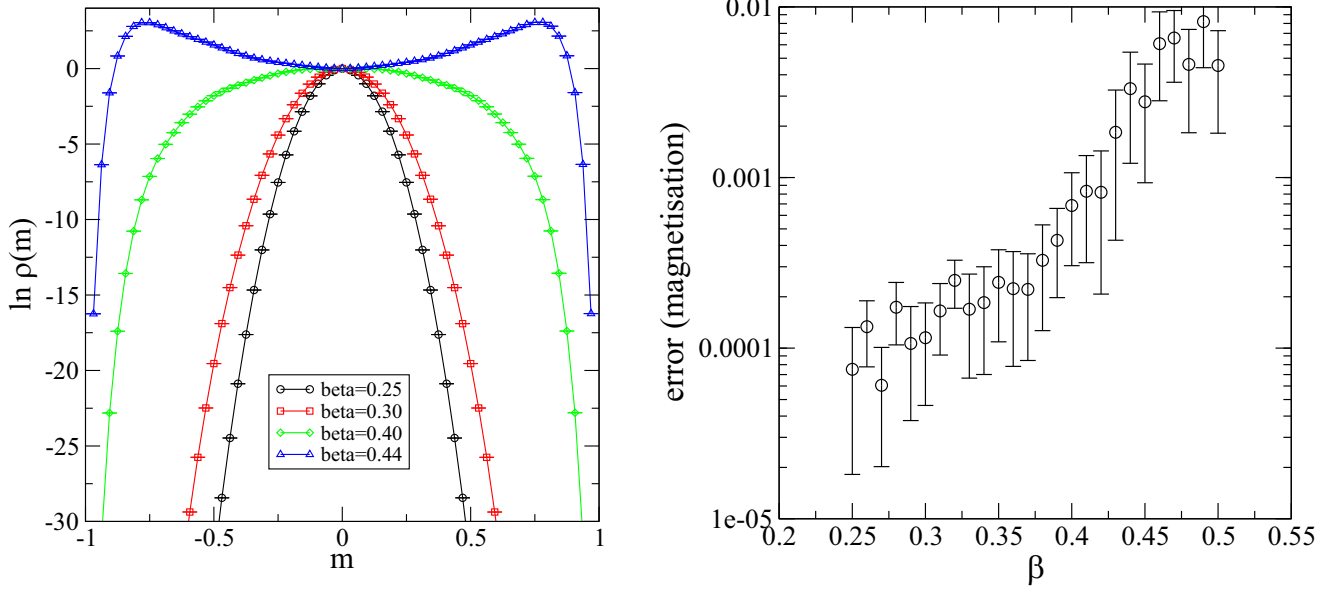 ln ρ(m)
0
-5
-10
-15
-20
-25
-30
-1
-0.5
0
0.5
1
m
beta=0.25
beta=0.30
beta=0.40
beta=0.44
error (magnetisation)
0.01
0.001
0.0001
1e-05
0.2
0.25
0.3
0.35
0.4
0.45
0.5
0.55
β